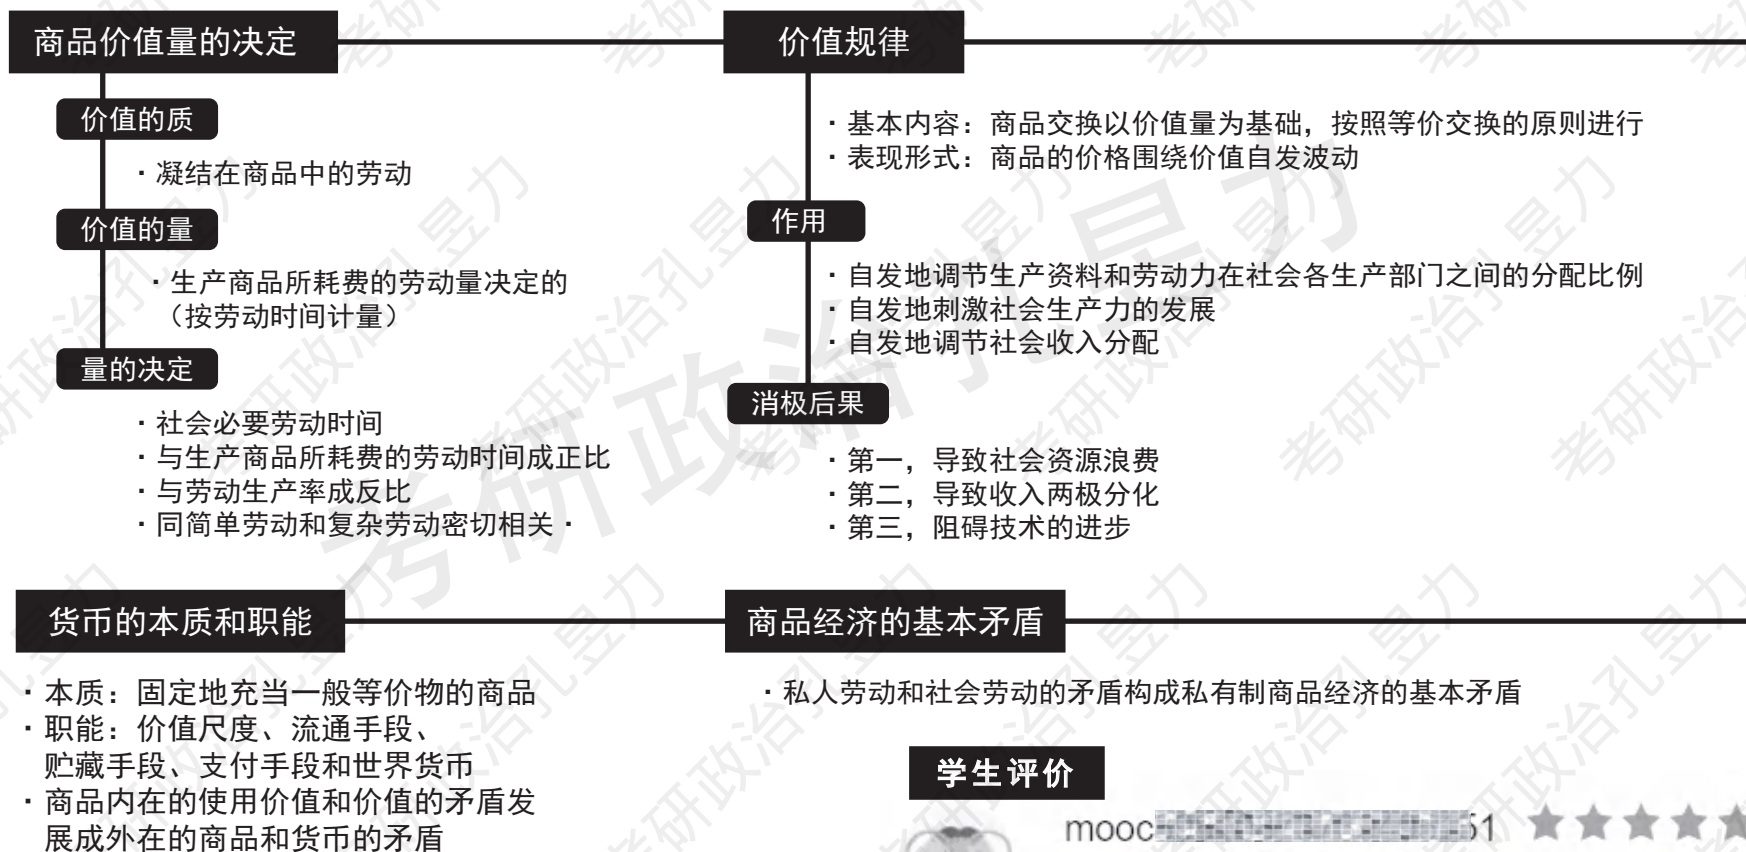 商品价值量的决定
价值的质
·凝结在商品中的劳动
价值的量
·生产商品所耗费的劳动量决定的
（按劳动时间计量）
量的决定
·社会必要劳动时间
·与生产商品所耗费的劳动时间成正比
·与劳动生产率成反比
·同简单劳动和复杂劳动密切相关·
价值规律
·基本内容：商品交换以价值量为基础，按照等价交换的原则进行
·表现形式：商品的价格围绕价值自发波动
作用
·自发地调节生产资料和劳动力在社会各生产部门之间的分配比例
·自发地刺激社会生产力的发展
·自发地调节社会收入分配
消极后果
·第一，导致社会资源浪费
·第二，导致收入两极分化
·第三，阻碍技术的进步
货币的本质和职能
·本质：固定地充当一般等价物的商品
·职能：价值尺度、流通手段、
贮藏手段、支付手段和世界货币
·商品内在的使用价值和价值的矛盾发
展成外在的商品和货币的矛盾
商品经济的基本矛盾
·私人劳动和社会劳动的矛盾构成私有制商品经济的基本矛盾
学生评价
mooc 51
考研政治孔昱力